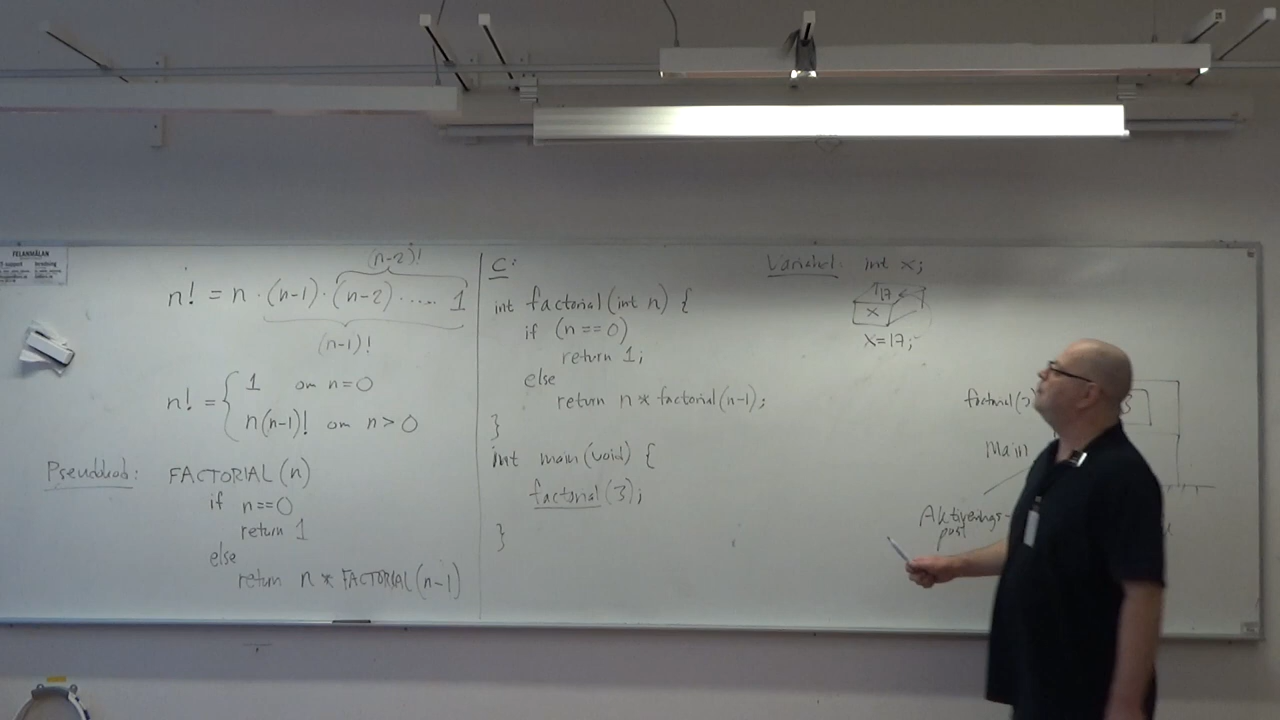 FELANMÄLAN
(n-2)!
n! = n · (n-1) · (n-2) ····· 1
(n-1)!
n! = { 1 om n=0
n(n-1)! om n>0
Pseudokod: FACTORIAL(n)
if n==0
return 1
else
return n * FACTORIAL(n-1)
C:
int factorial(int n) {
if (n==0)
return 1;
else
return n * factorial(n-1);
}
int main(void) {
factorial(3);
}
Variabel: int x;
17
x
x=17;
3
Main
Aktiverings-
post